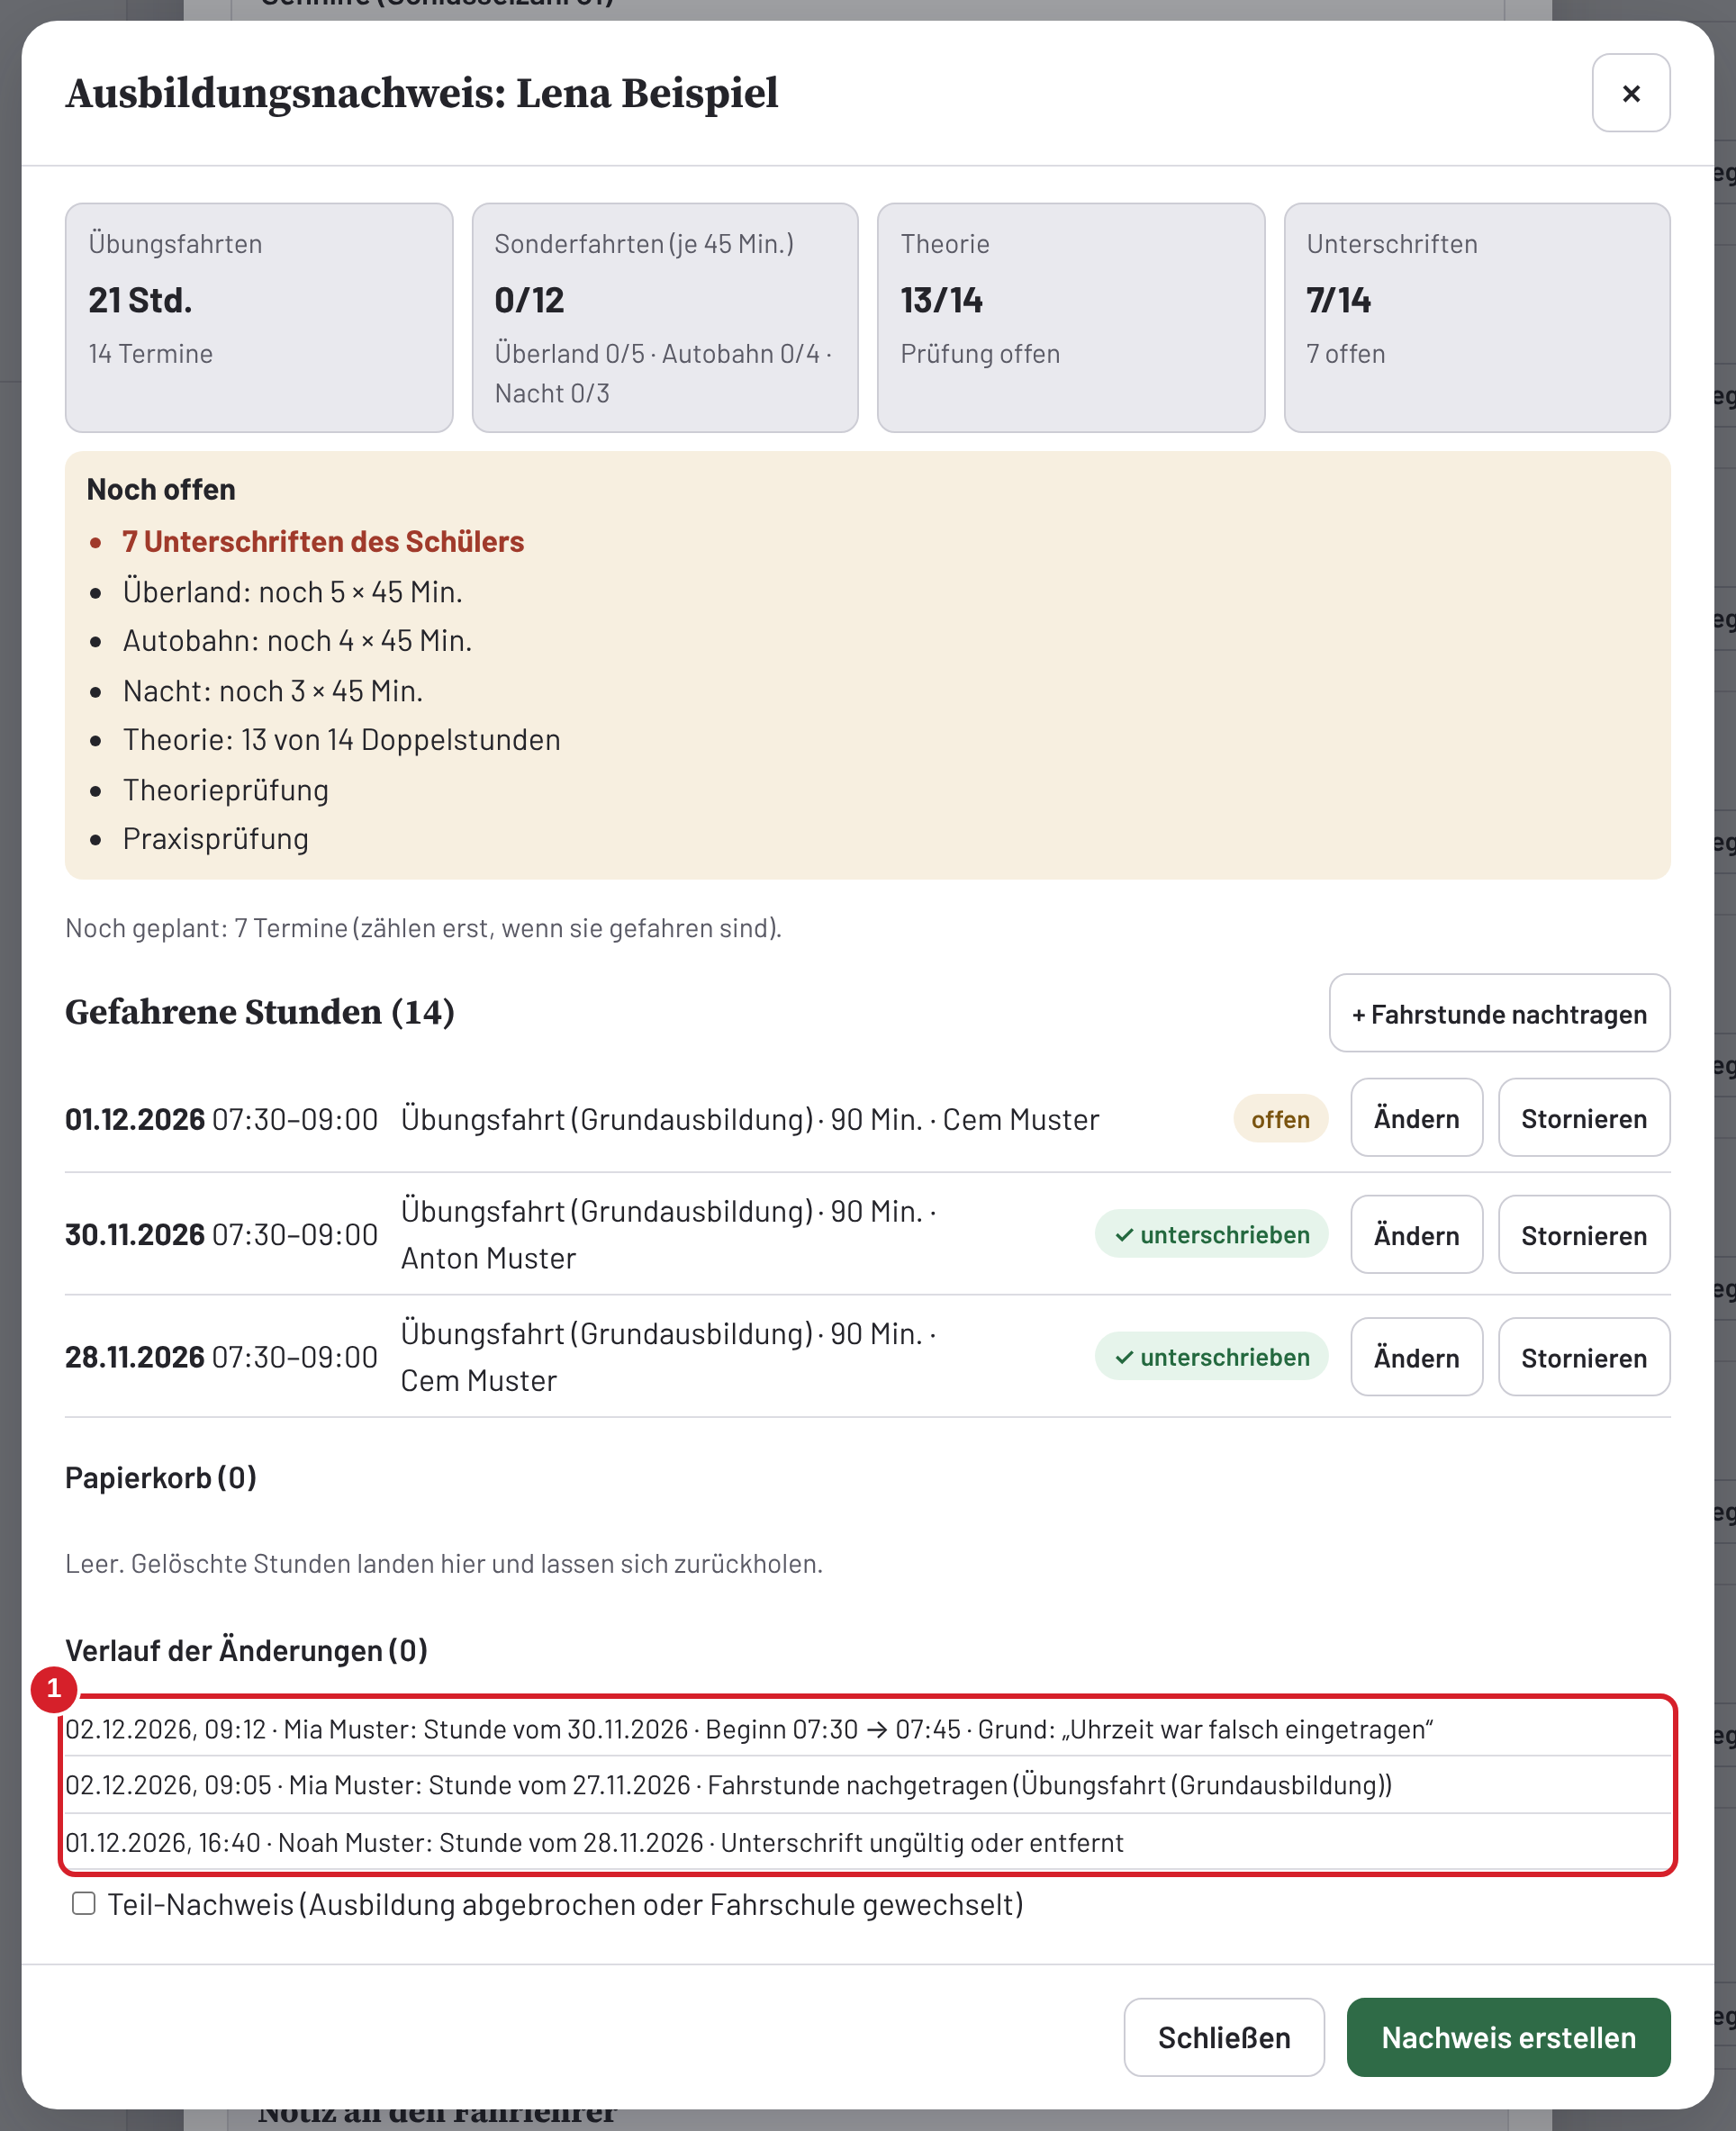 Ausbildungsnachweis: Lena Beispiel
×
Übungsfahrten
21 Std.
14 Termine
Sonderfahrten (je 45 Min.)
0/12
Überland 0/5 · Autobahn 0/4 ·
Nacht 0/3
Theorie
13/14
Prüfung offen
Unterschriften
7/14
7 offen
Noch offen
• 7 Unterschriften des Schülers
• Überland: noch 5 × 45 Min.
• Autobahn: noch 4 × 45 Min.
• Nacht: noch 3 × 45 Min.
• Theorie: 13 von 14 Doppelstunden
• Theorieprüfung
• Praxisprüfung
Noch geplant: 7 Termine (zählen erst, wenn sie gefahren sind).
Gefahrene Stunden (14)
+ Fahrstunde nachtragen
01.12.2026 07:30–09:00 Übungsfahrt (Grundausbildung) · 90 Min. · Cem Muster offen Ändern Stornieren
30.11.2026 07:30–09:00 Übungsfahrt (Grundausbildung) · 90 Min. ·
Anton Muster
✓ unterschrieben Ändern Stornieren
28.11.2026 07:30–09:00 Übungsfahrt (Grundausbildung) · 90 Min. ·
Cem Muster
✓ unterschrieben Ändern Stornieren
Papierkorb (0)
Leer. Gelöschte Stunden landen hier und lassen sich zurückholen.
Verlauf der Änderungen (0)
1
02.12.2026, 09:12 · Mia Muster: Stunde vom 30.11.2026 · Beginn 07:30 → 07:45 · Grund: „Uhrzeit war falsch eingetragen“
02.12.2026, 09:05 · Mia Muster: Stunde vom 27.11.2026 · Fahrstunde nachgetragen (Übungsfahrt (Grundausbildung))
01.12.2026, 16:40 · Noah Muster: Stunde vom 28.11.2026 · Unterschrift ungültig oder entfernt
Teil-Nachweis (Ausbildung abgebrochen oder Fahrschule gewechselt)
Schließen
Nachweis erstellen
Notiz an den Fahrlehrer